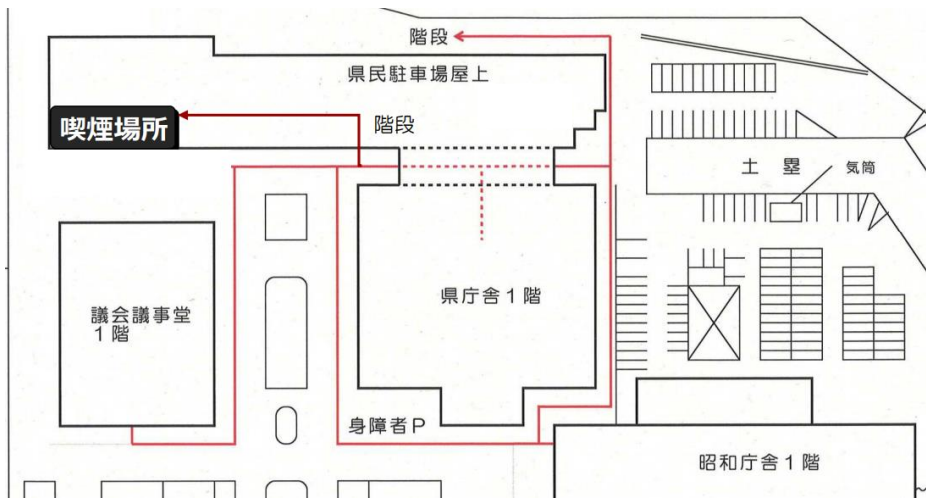 階段
県民駐車場屋上
喫煙場所
階段
土塁
気筒
県庁舎1階
議会議事堂
1階
身障者P
昭和庁舎1階